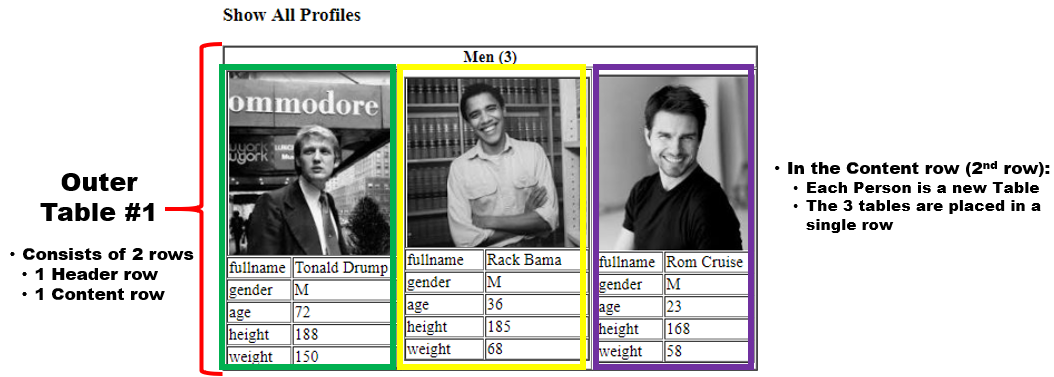 Show All Profiles
Men (3)
ommodore
fullname Tonald Drump
gender M
age 72
height 188
weight 150
fullname Rack Bama
gender M
age 36
height 185
weight 68
fullname Rom Cruise
gender M
age 23
height 168
weight 58
Outer
Table #1
• Consists of 2 rows
• 1 Header row
• 1 Content row
• In the Content row (2nd row):
• Each Person is a new Table
• The 3 tables are placed in a
single row